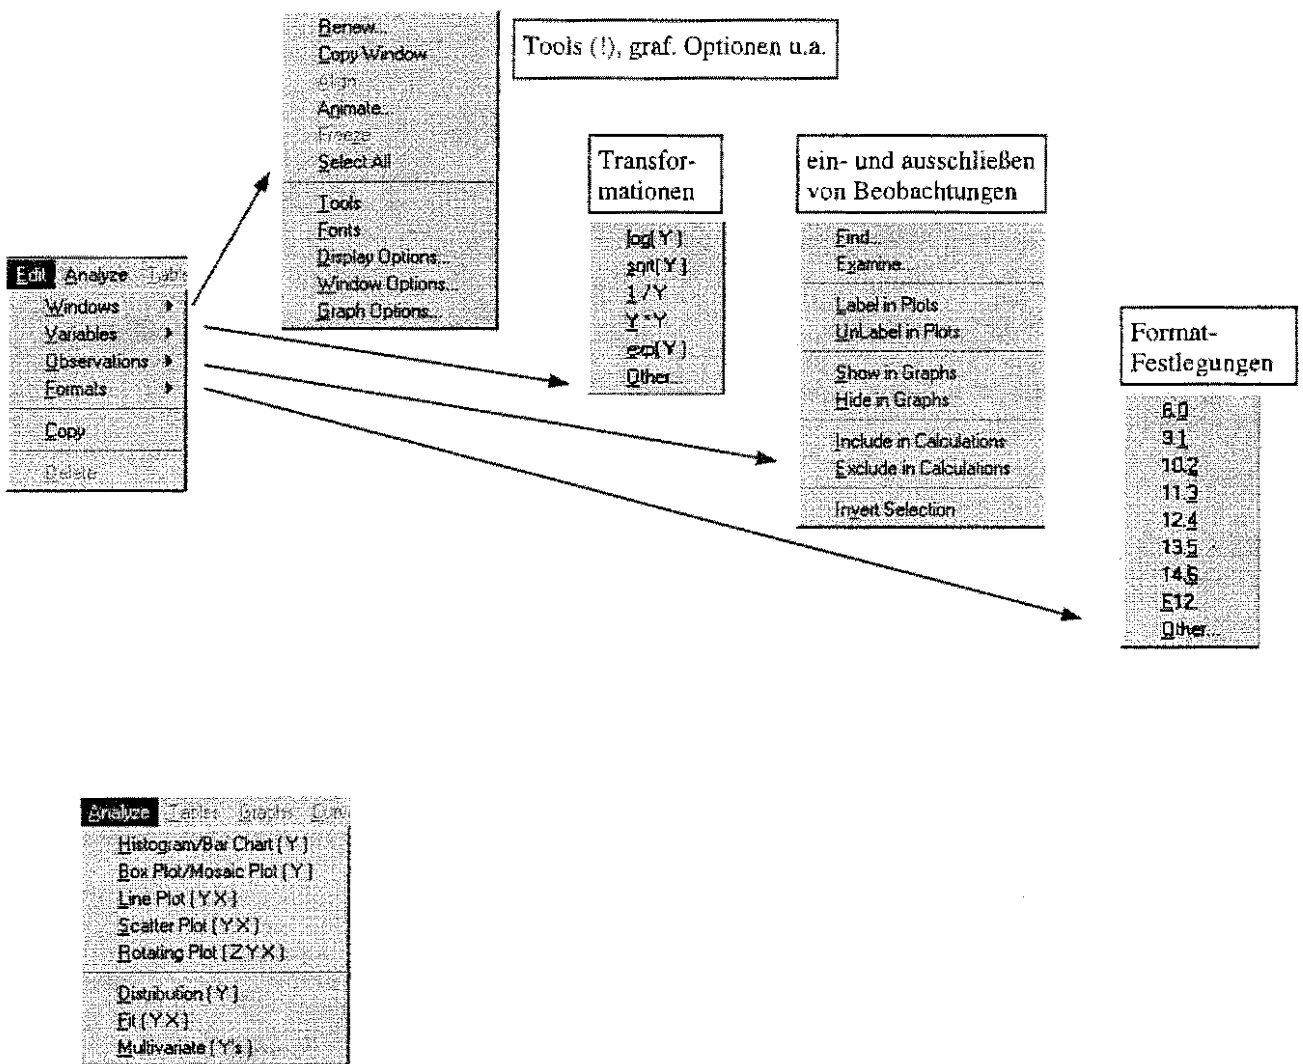 Renew...
Copy Window
Align
Animate...
Freeze
Select All
Tools
Fonts
Display Options...
Window Options...
Graph Options...
Tools (!), graf. Optionen u.a.
Transfor-
mationen
log( Y )
sqrt( Y )
1 / Y
Y * Y
exp( Y )
Other...
ein- und ausschließen
von Beobachtungen
Find...
Examine...
Label in Plots
UnLabel in Plots
Show in Graphs
Hide in Graphs
Include in Calculations
Exclude in Calculations
Invert Selection
Format-
Festlegungen
6.0
9.1
10.2
11.3
12.4
13.5
14.6
E12.
Other...
Edit Analyze
Windows
Variables
Observations
Formats
Copy
Delete
Analyze Tables Graphs
Histogram/Bar Chart ( Y )
Box Plot/Mosaic Plot ( Y )
Line Plot ( Y X )
Scatter Plot ( Y X )
Rotating Plot ( Z Y X )
Distribution ( Y )
Fit ( Y X )
Multivariate ( Y's )